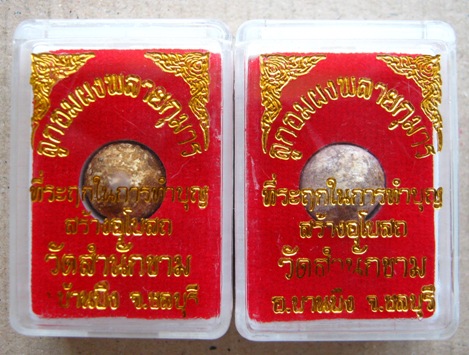 ลูกอมผงพลายกุมาร
ที่ระฤกในการทำบุญ
สร้างอุโบสถ
วัดสำนักขาม
บ้านบึง จ.ชลบุรี
ลูกอมผงพลายกุมาร
ที่ระฤกในการทำบุญ
สร้างอุโบสถ
วัดสำนักขาม
อ.บ้านบึง จ.ชลบุรี